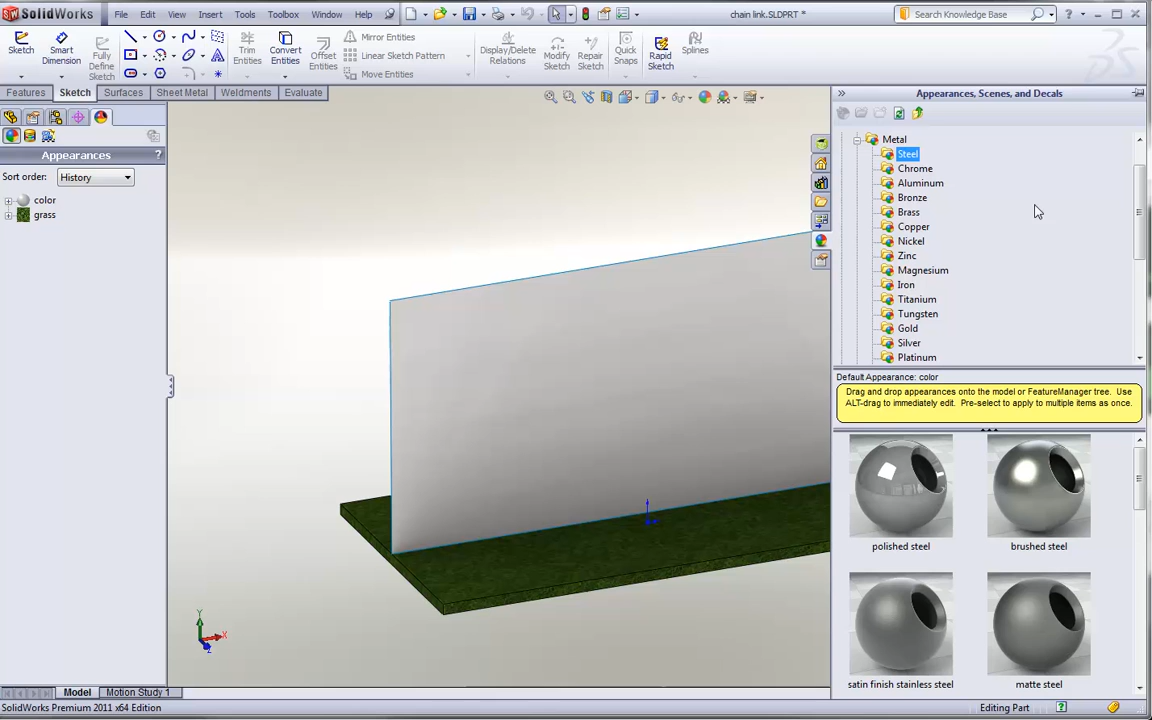 SolidWorks File Edit View Insert Tools Toolbox Window Help chain link.SLDPRT * Search Knowledge Base
Sketch Smart Dimension Fully Define Sketch Trim Entities Convert Entities Offset Entities Mirror Entities Linear Sketch Pattern Move Entities Display/Delete Relations Modify Sketch Repair Sketch Quick Snaps Rapid Sketch Splines
Features Sketch Surfaces Sheet Metal Weldments Evaluate
Appearances, Scenes, and Decals
Appearances ?
Sort order: History
color
grass
Metal
Steel
Chrome
Aluminum
Bronze
Brass
Copper
Nickel
Zinc
Magnesium
Iron
Titanium
Tungsten
Gold
Silver
Platinum
Default Appearance: color
Drag and drop appearances onto the model or FeatureManager tree. Use
ALT-drag to immediately edit. Pre-select to apply to multiple items as once.
polished steel brushed steel
satin finish stainless steel matte steel
Y
X
Z
Model Motion Study 1
SolidWorks Premium 2011 x64 Edition Editing Part